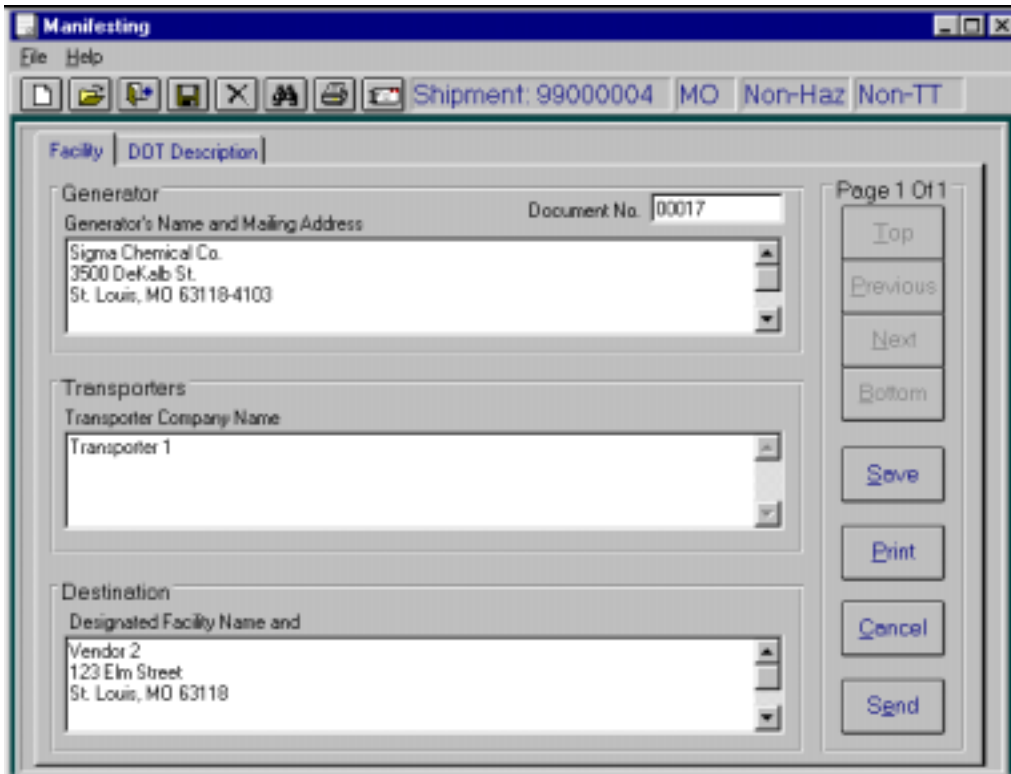 Manifesting
File Help
Shipment: 99000004 MO Non-Haz Non-TT
Facility DOT Description
Generator
Document No. 00017
Generator's Name and Mailing Address
Sigma Chemical Co.
3500 DeKalb St.
St. Louis, MO 63118-4103
Transporters
Transporter Company Name
Transporter 1
Destination
Designated Facility Name and
Vendor 2
123 Elm Street
St. Louis, MO 63118
Page 1 Of 1
Top
Previous
Next
Bottom
Save
Print
Cancel
Send